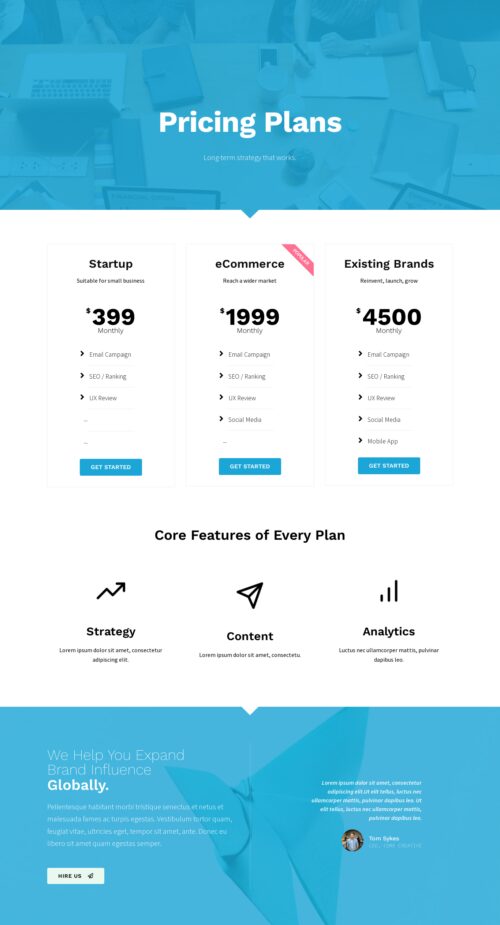 Pricing Plans
Long-term strategy that works.
Startup
Suitable for small business
$399
Monthly
Email Campaign
SEO / Ranking
UX Review
–
–
GET STARTED
POPULAR
eCommerce
Reach a wider market
$1999
Monthly
Email Campaign
SEO / Ranking
UX Review
Social Media
–
GET STARTED
Existing Brands
Reinvent, launch, grow
$4500
Monthly
Email Campaign
SEO / Ranking
UX Review
Social Media
Mobile App
GET STARTED
Core Features of Every Plan
Strategy
Lorem ipsum dolor sit amet, consectetur
adipiscing elit.
Content
Lorem ipsum dolor sit amet, consectetu.
Analytics
Luctus nec ullamcorper mattis, pulvinar
dapibus leo.
We Help You Expand
Brand Influence
Globally.
Pellentesque habitant morbi tristique senectus et netus et
malesuada fames ac turpis egestas. Vestibulum tortor quam,
feugiat vitae, ultricies eget, tempor sit amet, ante. Donec eu
libero sit amet quam egestas semper.
HIRE US
Lorem ipsum dolor sit amet, consectetur
adipiscing elit.Ut elit tellus, luctus nec
ullamcorper mattis, pulvinar dapibus leo. Ut
elit tellus, luctus nec ullamcorper mattis,
pulvinar dapibus leo.
Tom Sykes